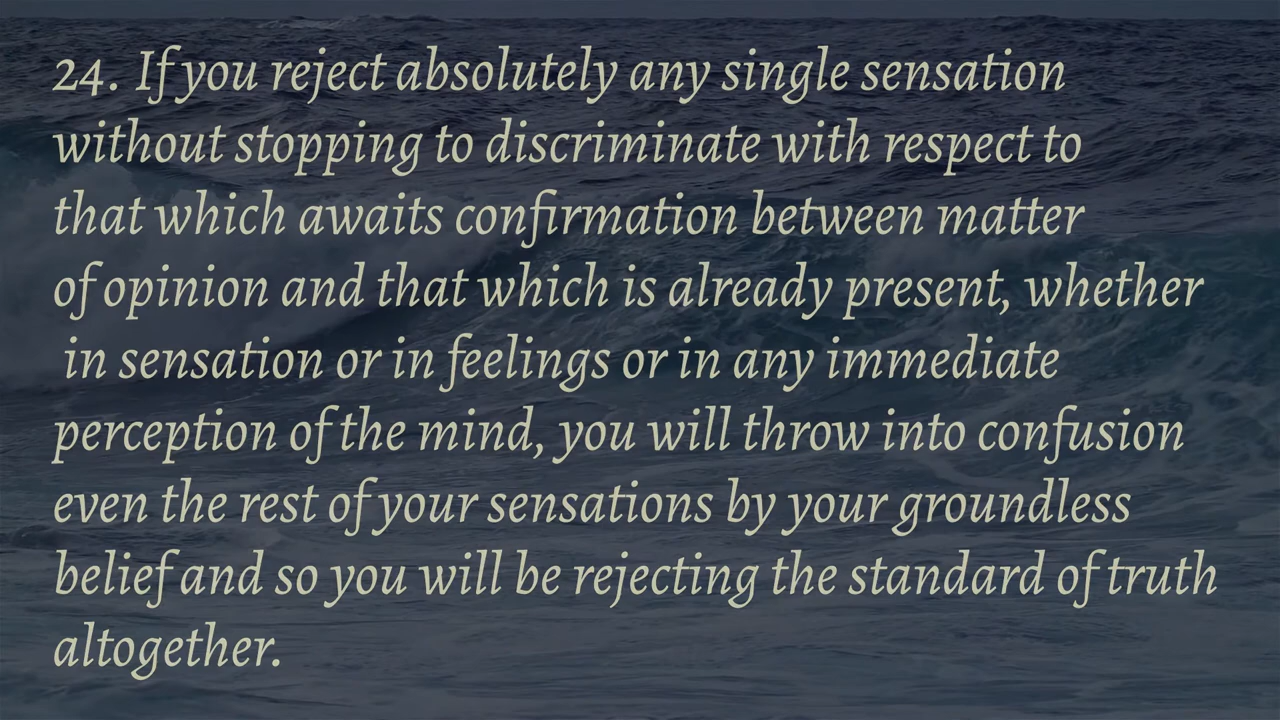 24. If you reject absolutely any single sensation
without stopping to discriminate with respect to
that which awaits confirmation between matter
of opinion and that which is already present, whether
in sensation or in feelings or in any immediate
perception of the mind, you will throw into confusion
even the rest of your sensations by your groundless
belief and so you will be rejecting the standard of truth
altogether.